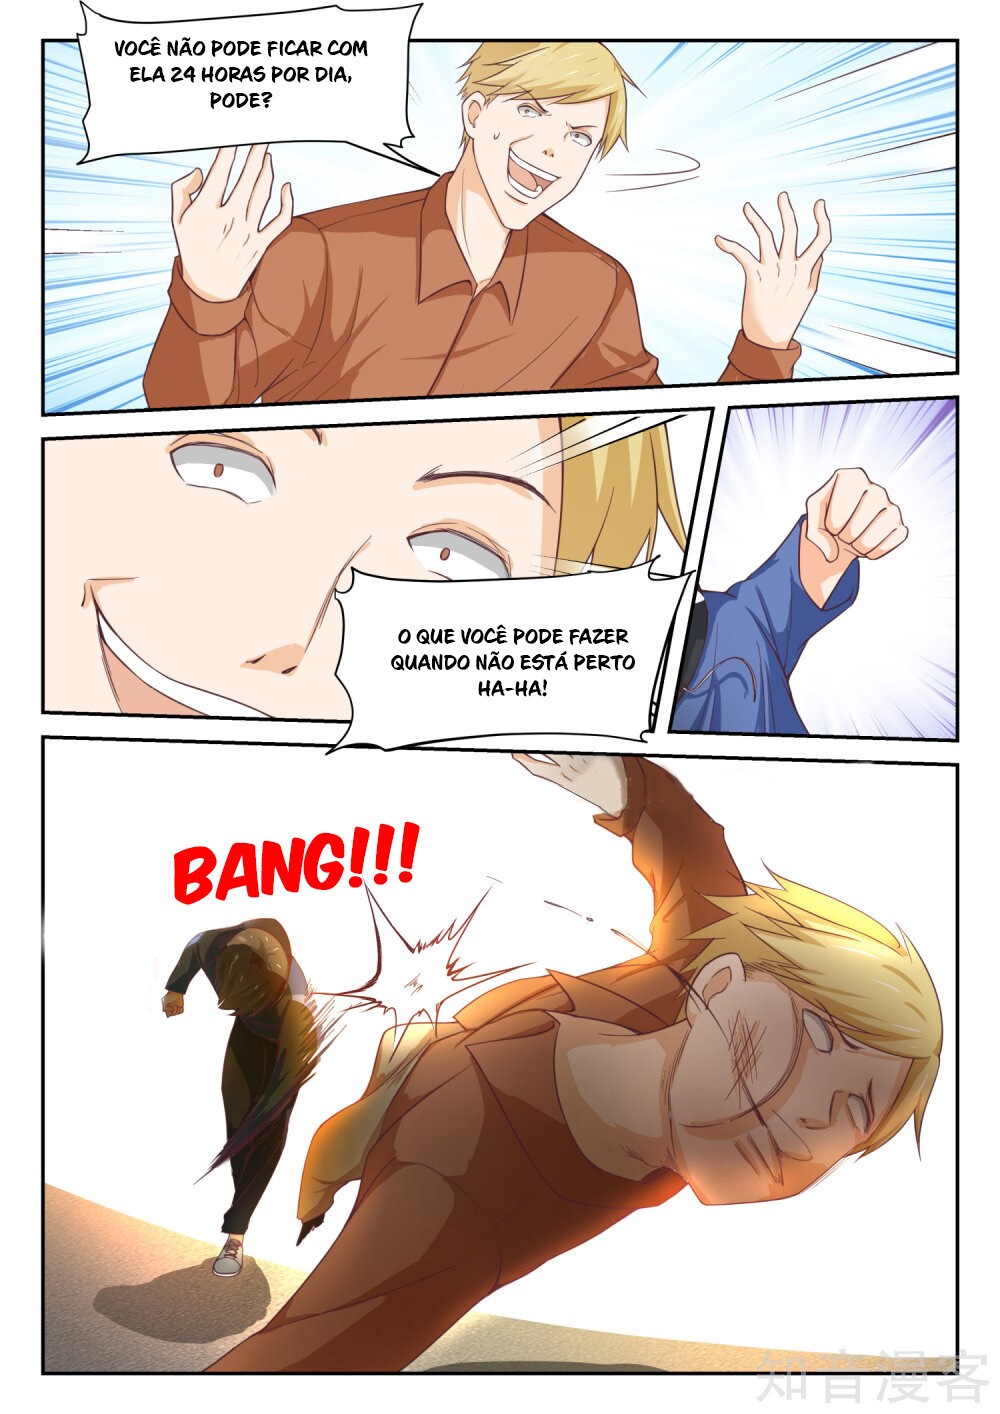 VOCÊ NÃO PODE FICAR COM
ELA 24 HORAS POR DIA,
PODE?
O QUE VOCÊ PODE FAZER
QUANDO NÃO ESTÁ PERTO
HA-HA!
BANG!!!
知音漫客